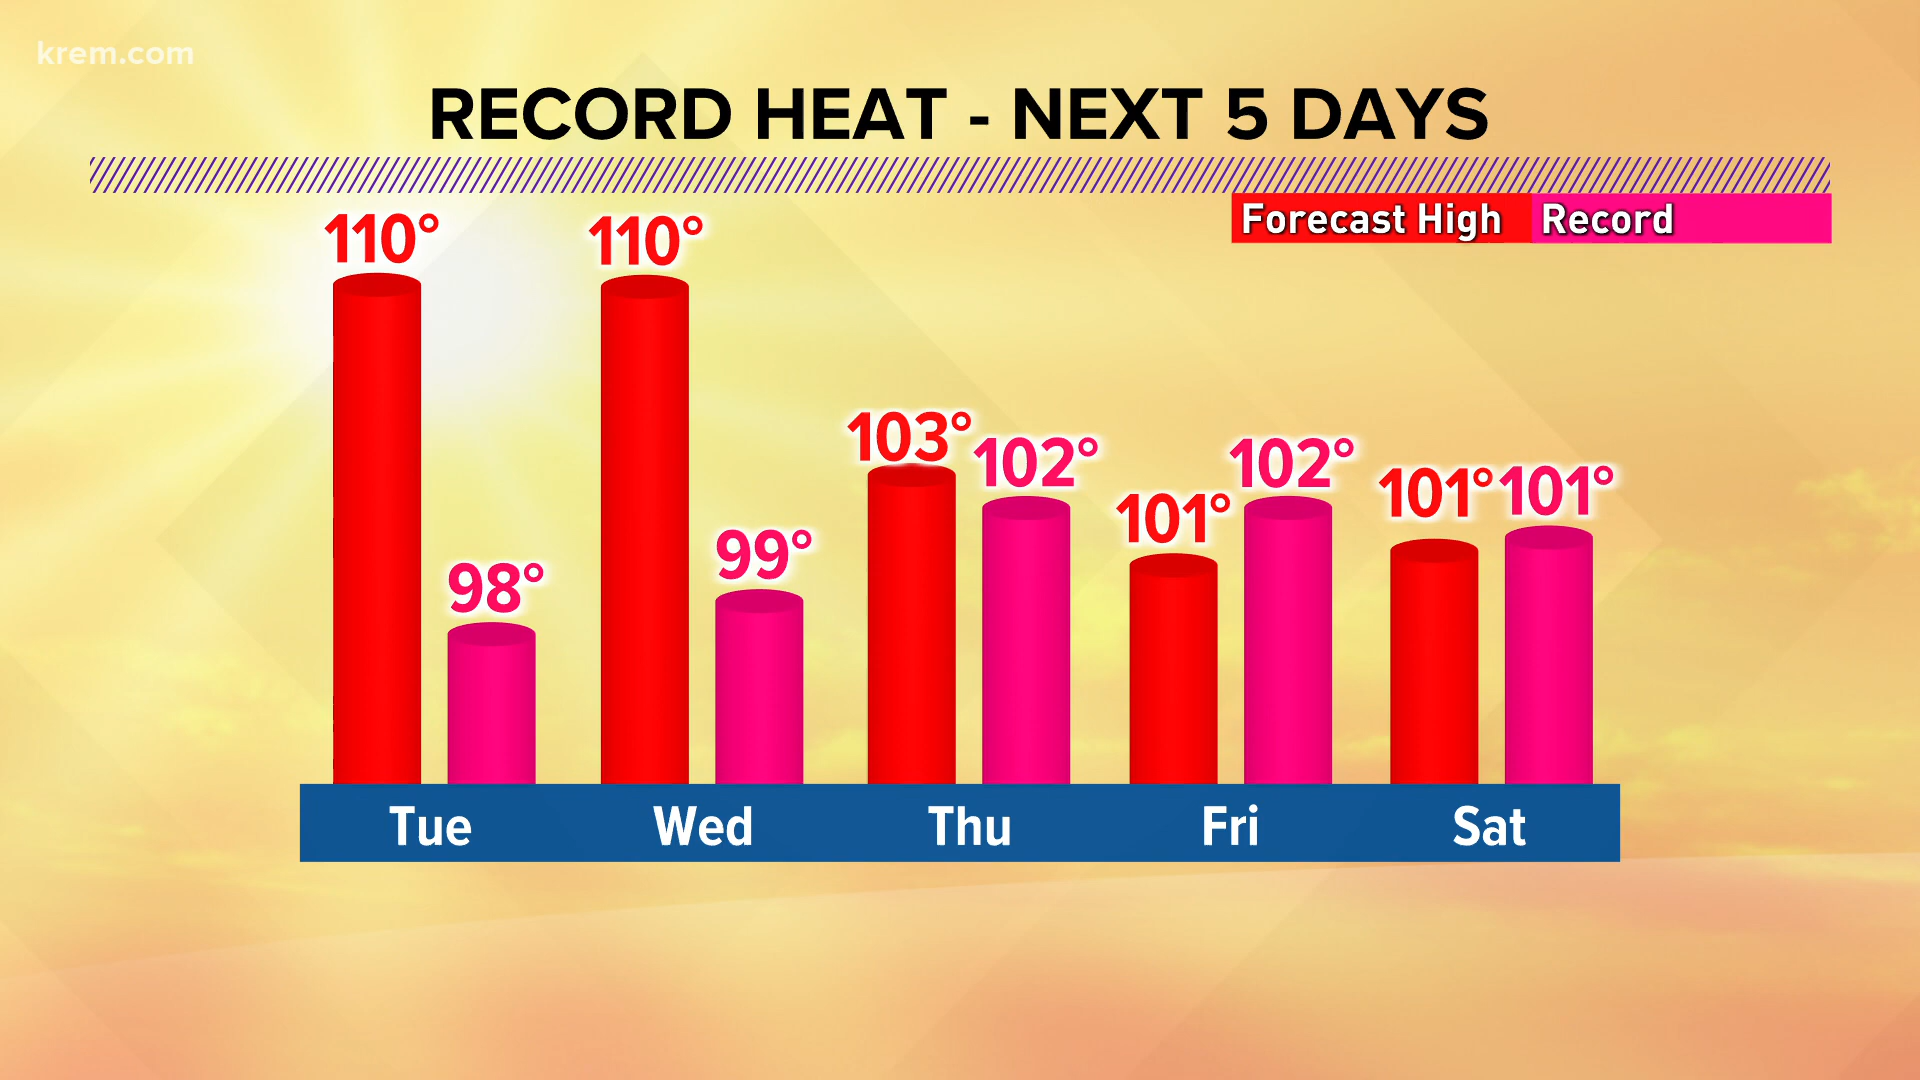 krem.com
RECORD HEAT - NEXT 5 DAYS
Forecast High Record
110° 98° 110° 99° 103° 102° 101° 102° 101° 101°
Tue Wed Thu Fri Sat